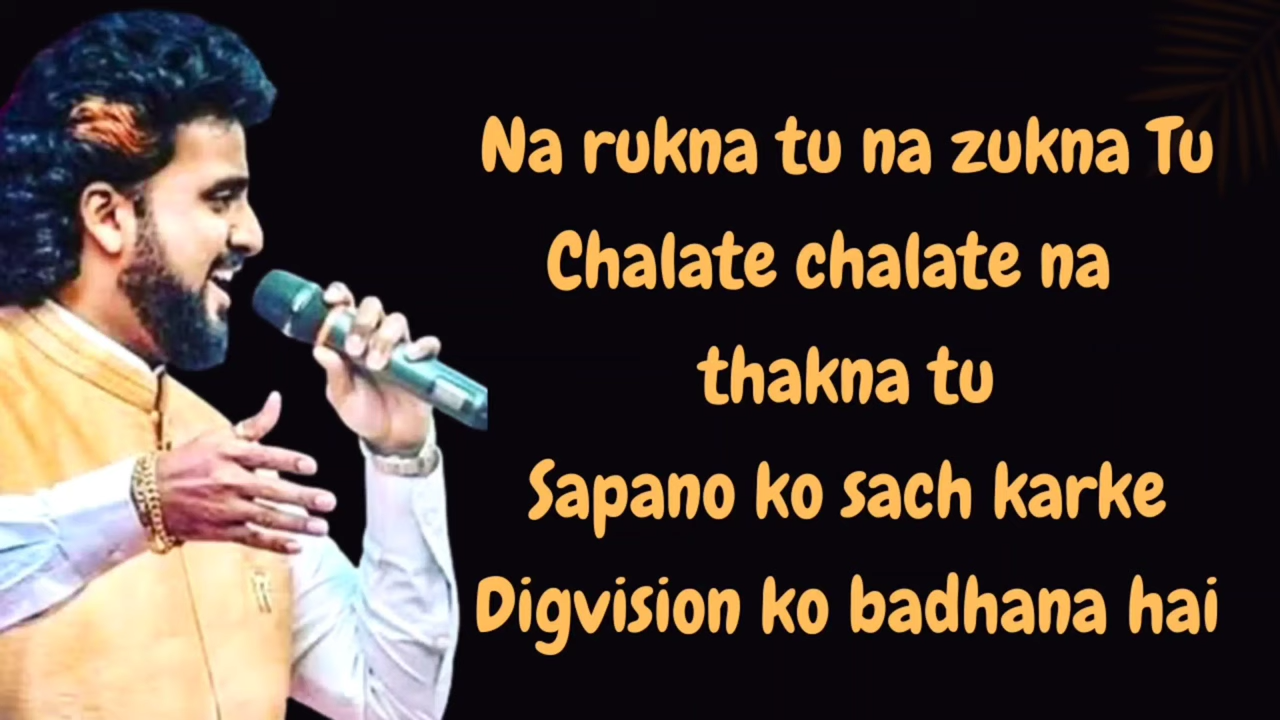 Na rukna tu na zukna Tu
Chalate chalate na
thakna tu
Sapano ko sach karke
Digvision ko badhana hai